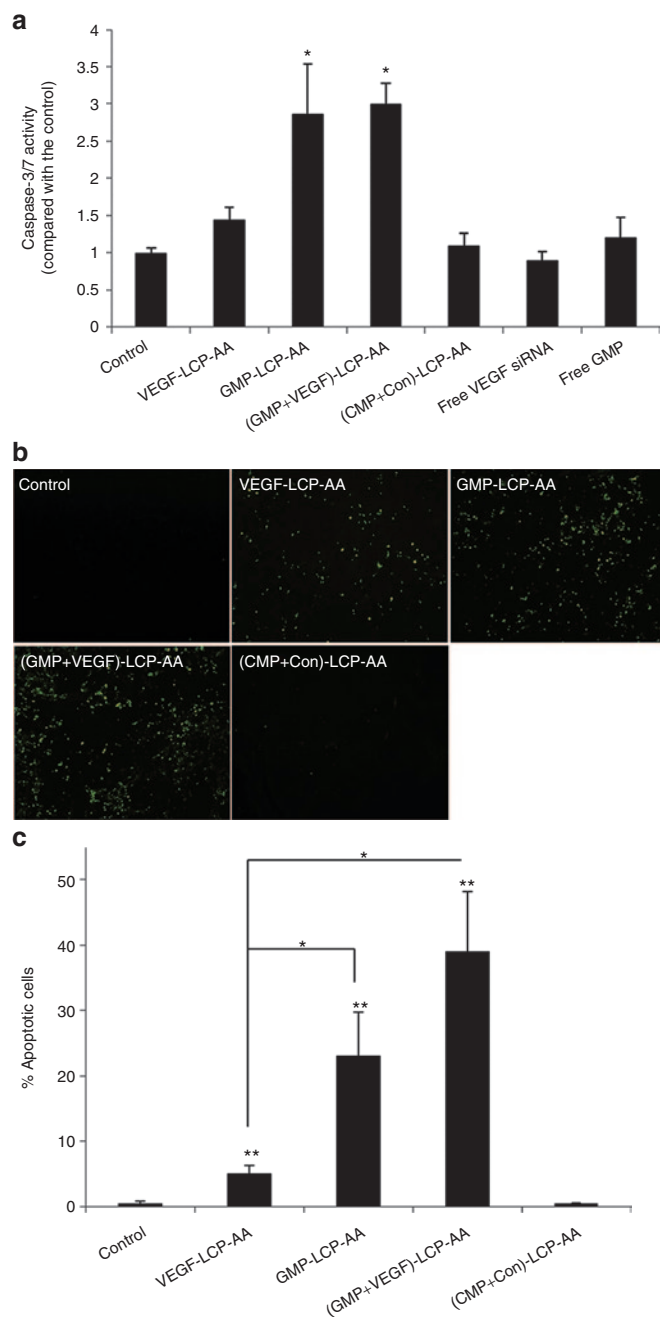 a
Caspase-3/7 activity
(compared with the control)
4
3.5
3
2.5
2
1.5
1
0.5
0
*
*
Control
VEGF-LCP-AA
GMP-LCP-AA
(GMP+VEGF)-LCP-AA
(CMP+Con)-LCP-AA
Free VEGF siRNA
Free GMP
b
Control
VEGF-LCP-AA
GMP-LCP-AA
(GMP+VEGF)-LCP-AA
(CMP+Con)-LCP-AA
c
% Apoptotic cells
50
40
30
20
10
0
*
*
**
**
**
Control
VEGF-LCP-AA
GMP-LCP-AA
(GMP+VEGF)-LCP-AA
(CMP+Con)-LCP-AA